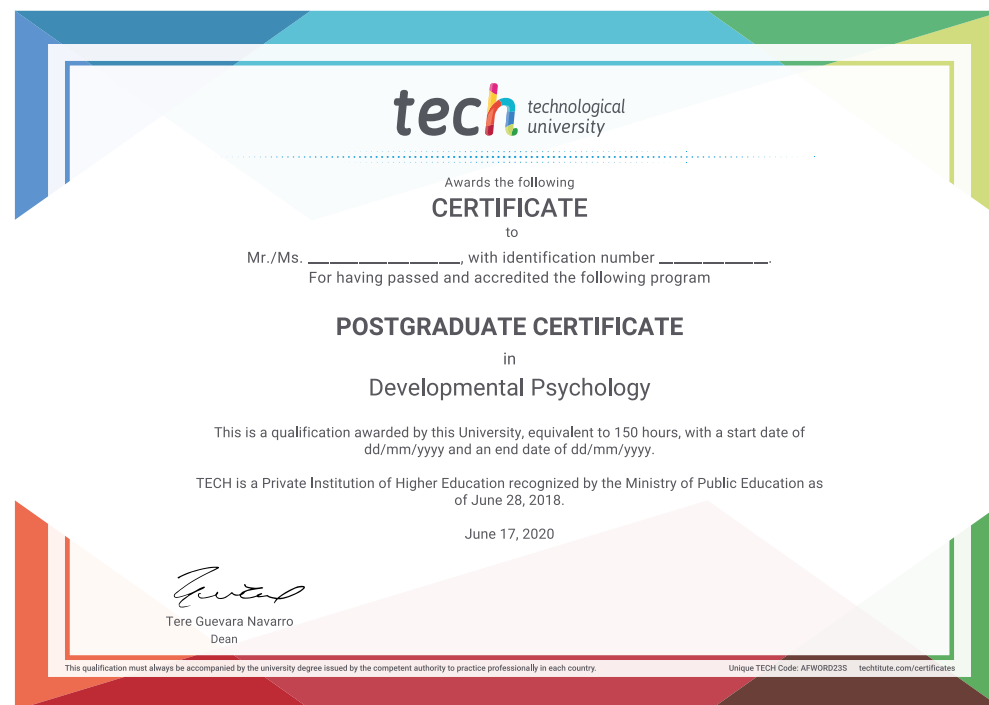 tech technological
university
Awards the following
CERTIFICATE
to
Mr./Ms. ____________________, with identification number ______________.
For having passed and accredited the following program
POSTGRADUATE CERTIFICATE
in
Developmental Psychology
This is a qualification awarded by this University, equivalent to 150 hours, with a start date of
dd/mm/yyyy and an end date of dd/mm/yyyy.
TECH is a Private Institution of Higher Education recognized by the Ministry of Public Education as
of June 28, 2018.
June 17, 2020
Tere Guevara Navarro
Dean
This qualification must always be accompanied by the university degree issued by the competent authority to practice professionally in each country. Unique TECH Code: AFWORD23S techtitute.com/certificates